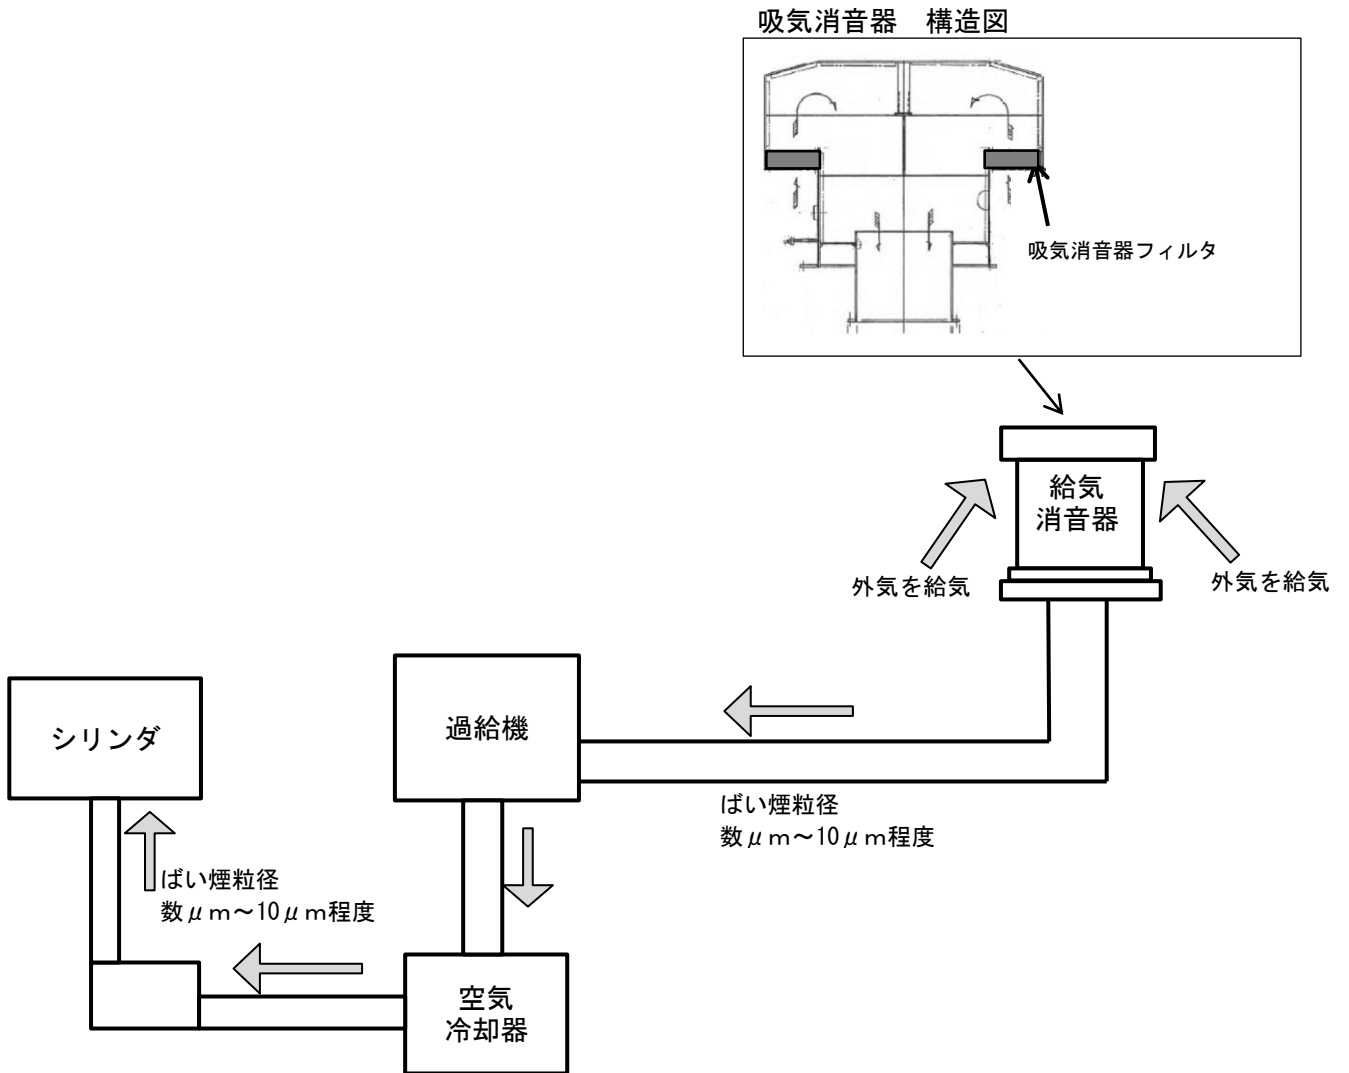 吸気消音器　構造図
吸気消音器フィルタ
給気
消音器
外気を給気
外気を給気
シリンダ
過給機
ばい煙粒径
数μm～10μm程度
ばい煙粒径
数μm～10μm程度
空気
冷却器